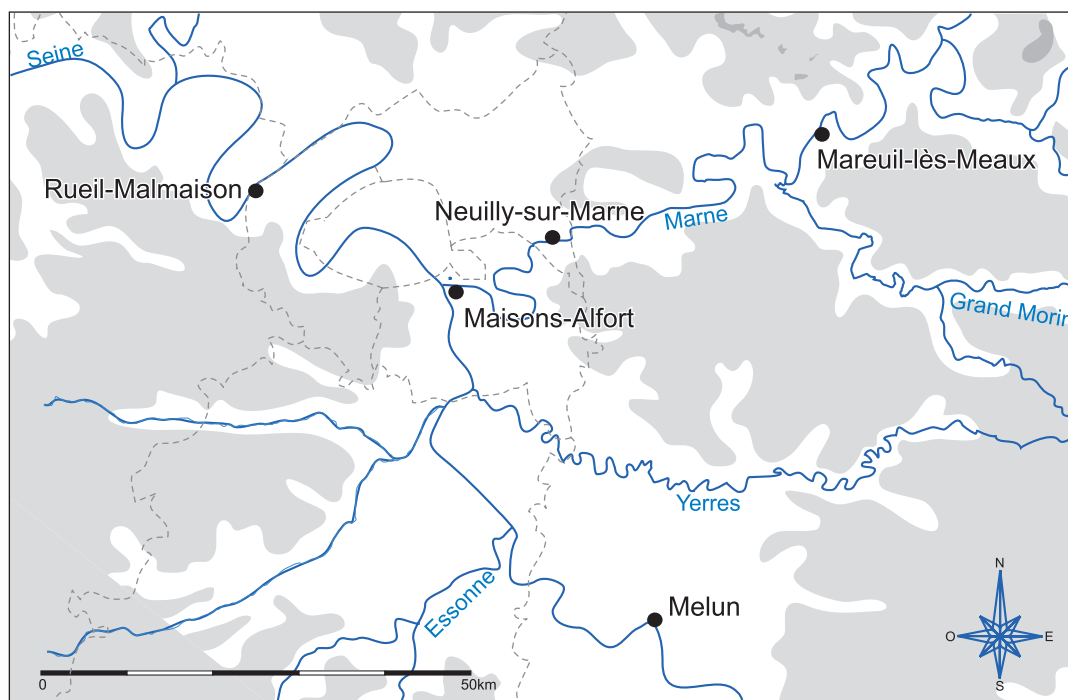 Seine
Mareuil-lès-Meaux
Rueil-Malmaison
Neuilly-sur-Marne
Marne
Grand Morin
Maisons-Alfort
Yerres
Essonne
Melun
N
O
E
S
0
50km